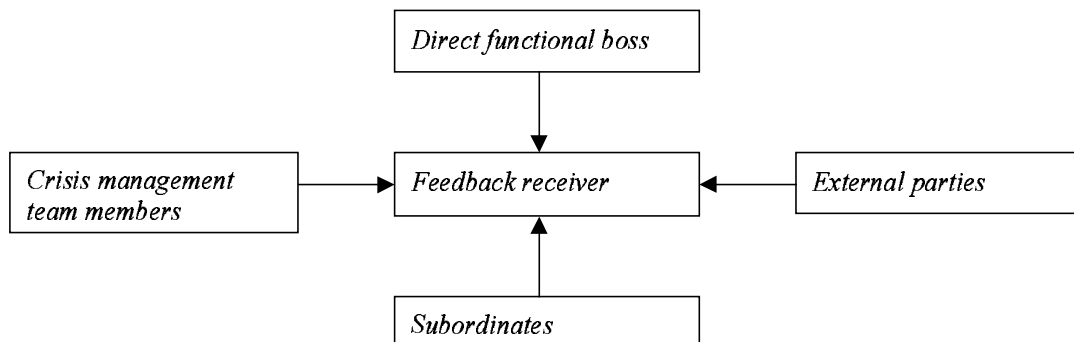 Direct functional boss
Crisis management
team members
Feedback receiver
External parties
Subordinates